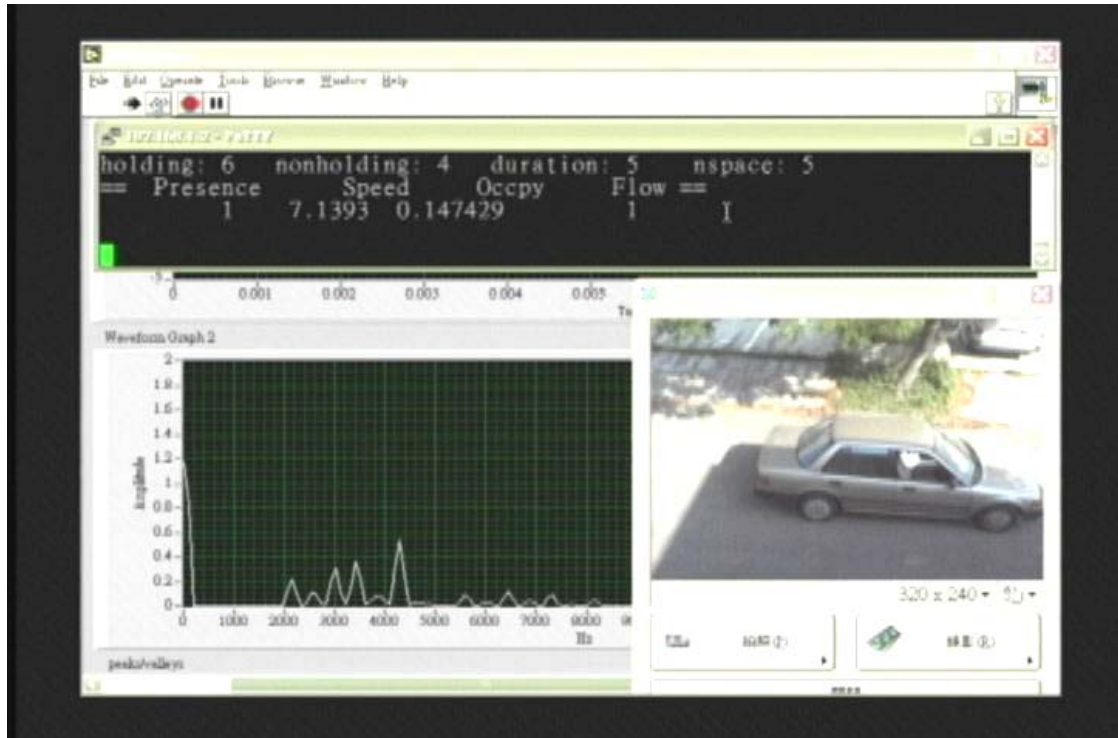 File Edit Operate Tools Browse Window Help
PuTTY
holding: 6 nonholding: 4 duration: 5 nspace: 5
== Presence Speed Occpy Flow ==
1 7.1393 0.147429 1
0 0.001 0.002 0.003 0.004 0.005
Waveform Graph 2
2
1.8
1.6
1.4
1.2
1
0.8
0.6
0.4
0.2
0
Amplitude
0 1000 2000 3000 4000 5000 6000 7000 8000
Hz
peaks/valleys
320 x 240
(P)
(R)